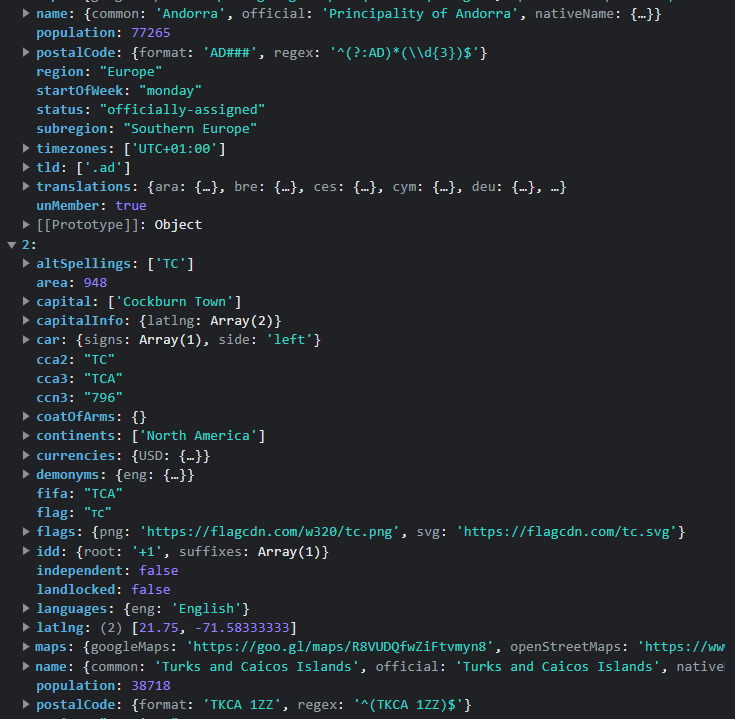 name: {common: 'Andorra', official: 'Principality of Andorra', nativeName: {…}}
population: 77265
postalCode: {format: 'AD###', regex: '^(?:AD)*(\\d{3})$'}
region: "Europe"
startOfWeek: "monday"
status: "officially-assigned"
subregion: "Southern Europe"
timezones: ['UTC+01:00']
tld: ['.ad']
translations: {ara: {…}, bre: {…}, ces: {…}, cym: {…}, deu: {…}, …}
unMember: true
[[Prototype]]: Object
2:
altSpellings: ['TC']
area: 948
capital: ['Cockburn Town']
capitalInfo: {latlng: Array(2)}
car: {signs: Array(1), side: 'left'}
cca2: "TC"
cca3: "TCA"
ccn3: "796"
coatOfArms: {}
continents: ['North America']
currencies: {USD: {…}}
demonyms: {eng: {…}}
fifa: "TCA"
flag: "🇹🇨"
flags: {png: 'https://flagcdn.com/w320/tc.png', svg: 'https://flagcdn.com/tc.svg'}
idd: {root: '+1', suffixes: Array(1)}
independent: false
landlocked: false
languages: {eng: 'English'}
latlng: (2) [21.75, -71.58333333]
maps: {googleMaps: 'https://goo.gl/maps/R8VUDQfwZiFtvmyn8', openStreetMaps: 'https://www
name: {common: 'Turks and Caicos Islands', official: 'Turks and Caicos Islands', native
population: 38718
postalCode: {format: 'TKCA 1ZZ', regex: '^(TKCA 1ZZ)$'}